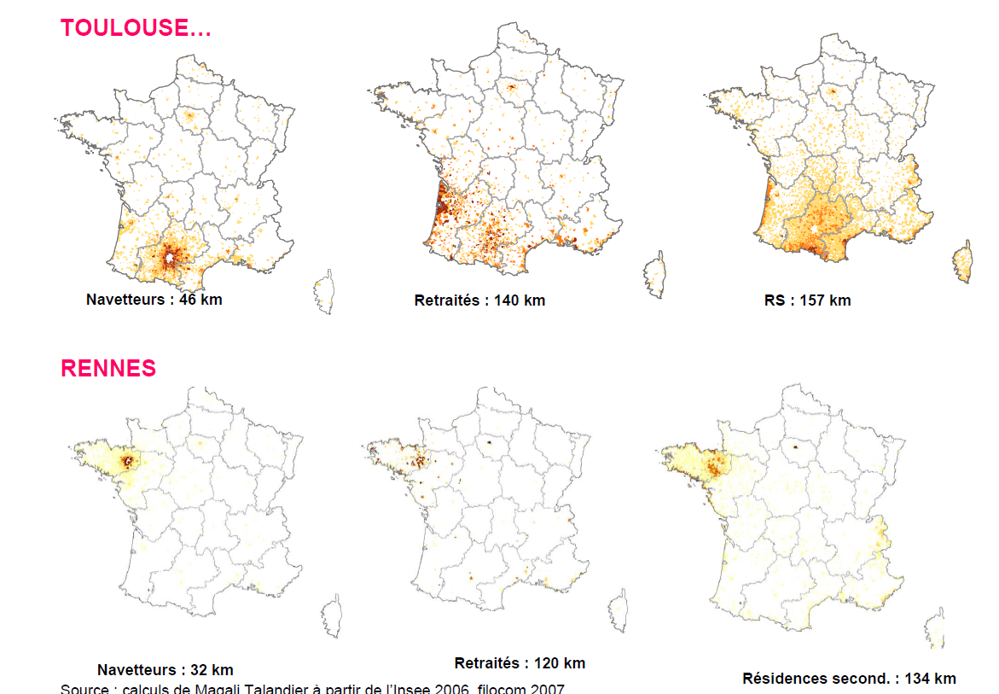 TOULOUSE…
Navetteurs : 46 km
Retraités : 140 km
RS : 157 km
RENNES
Navetteurs : 32 km
Retraités : 120 km
Résidences second. : 134 km
Source : calculs de Magali Talandier à partir de l'Insee 2006, filocom 2007